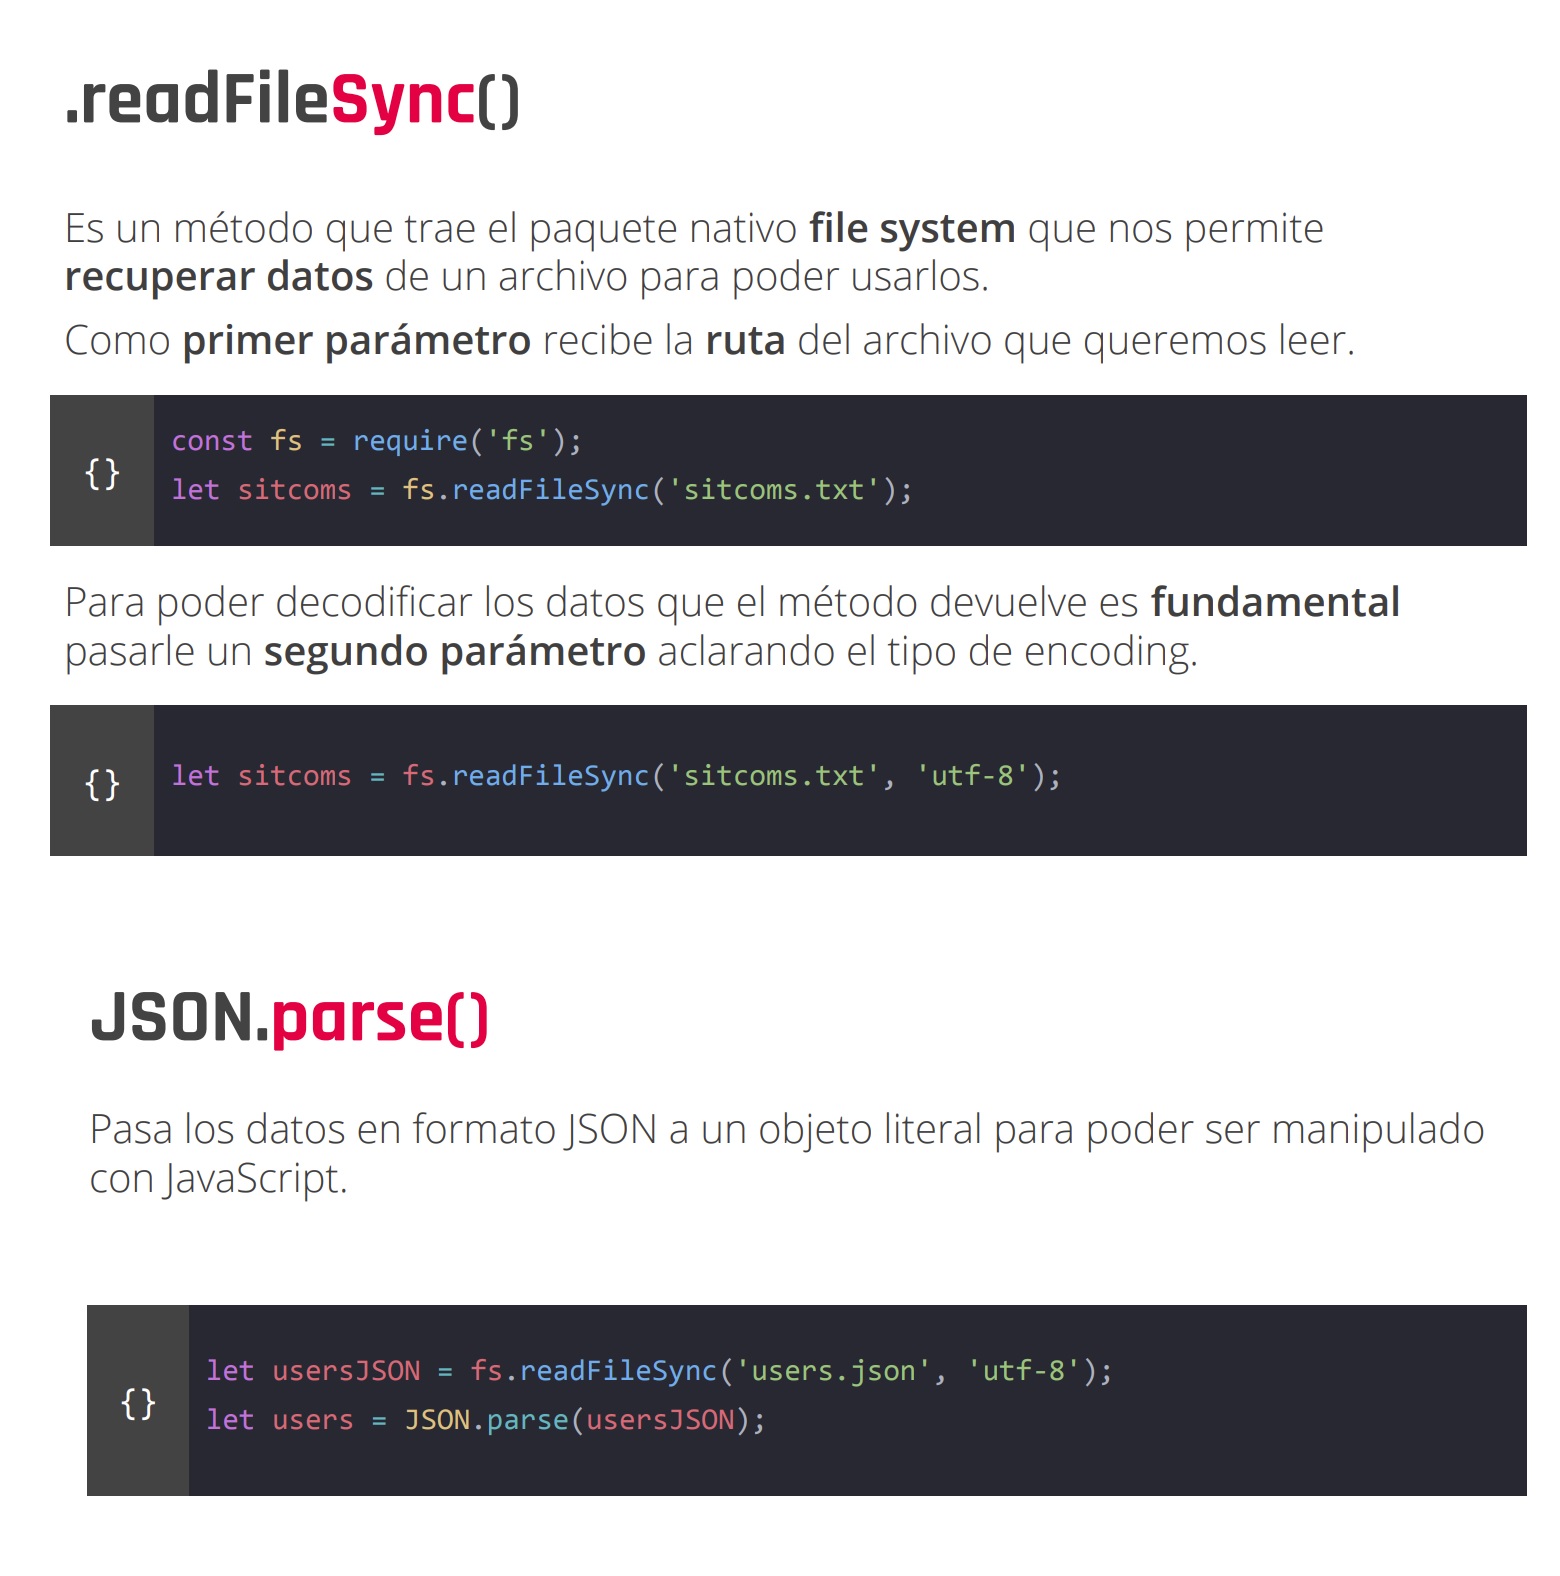 .readFileSync()
Es un método que trae el paquete nativo file system que nos permite
recuperar datos de un archivo para poder usarlos.
Como primer parámetro recibe la ruta del archivo que queremos leer.
{}
const fs = require('fs');
let sitcoms = fs.readFileSync('sitcoms.txt');
Para poder decodificar los datos que el método devuelve es fundamental
pasarle un segundo parámetro aclarando el tipo de encoding.
{}
let sitcoms = fs.readFileSync('sitcoms.txt', 'utf-8');
JSON.parse()
Pasa los datos en formato JSON a un objeto literal para poder ser manipulado
con JavaScript.
{}
let usersJSON = fs.readFileSync('users.json', 'utf-8');
let users = JSON.parse(usersJSON);